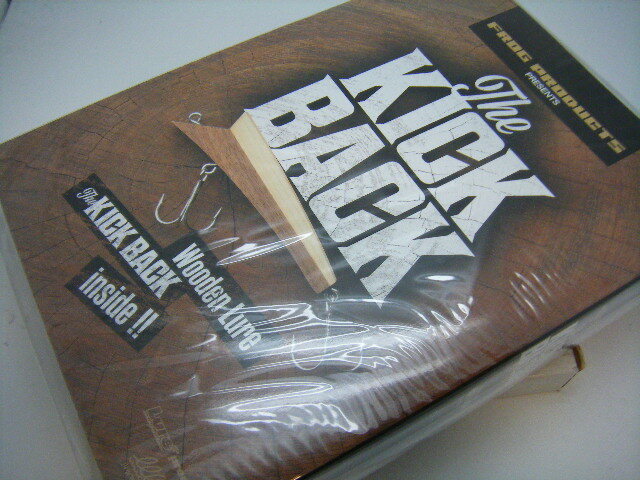 FROG PRODUCTS
PRESENTS
The
KICK
BACK
Wooden Lure
The KICK BACK
inside !!